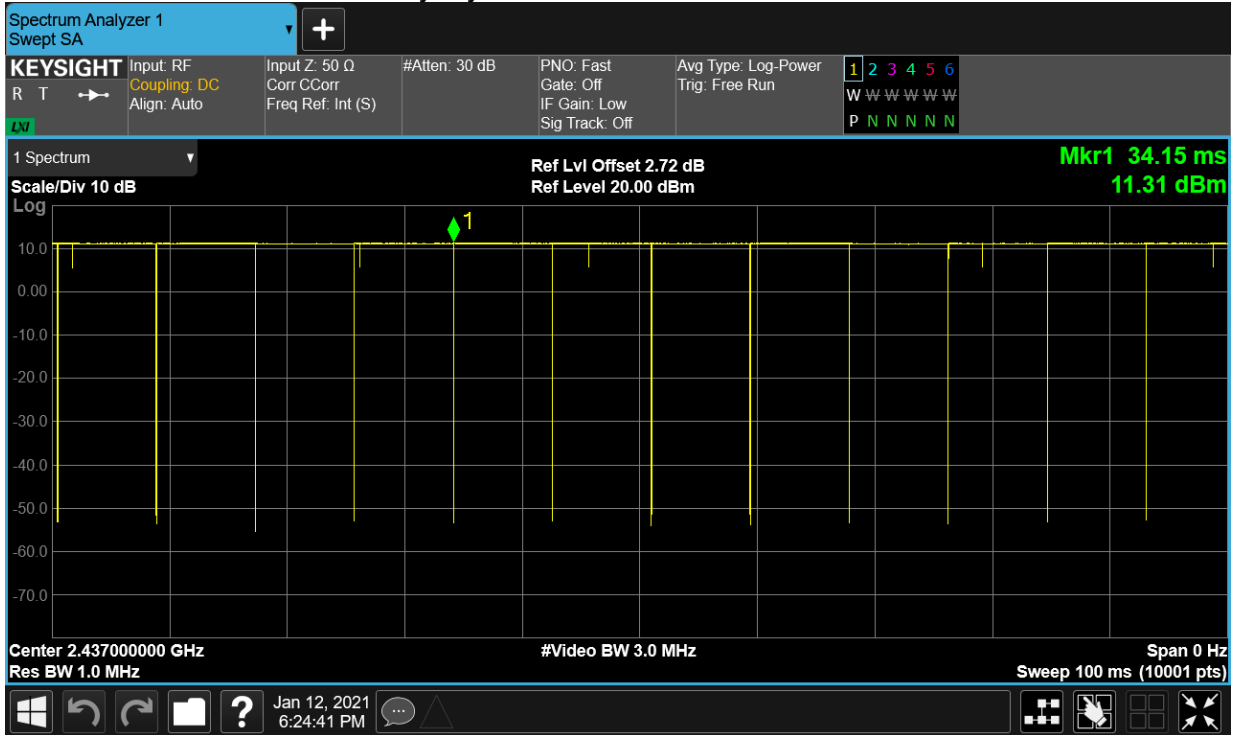 Spectrum Analyzer 1
Swept SA
KEYSIGHT
R T
LXI
Input: RF
Coupling: DC
Align: Auto
Input Z: 50 Ω
Corr CCorr
Freq Ref: Int (S)
#Atten: 30 dB
PNO: Fast
Gate: Off
IF Gain: Low
Sig Track: Off
Avg Type: Log-Power
Trig: Free Run
1 2 3 4 5 6
W W W W W W
P N N N N N
1 Spectrum
Scale/Div 10 dB
Log
Ref Lvl Offset 2.72 dB
Ref Level 20.00 dBm
Mkr1 34.15 ms
11.31 dBm
1
10.0
0.00
-10.0
-20.0
-30.0
-40.0
-50.0
-60.0
-70.0
Center 2.437000000 GHz
Res BW 1.0 MHz
#Video BW 3.0 MHz
Span 0 Hz
Sweep 100 ms (10001 pts)
?
Jan 12, 2021
6:24:41 PM